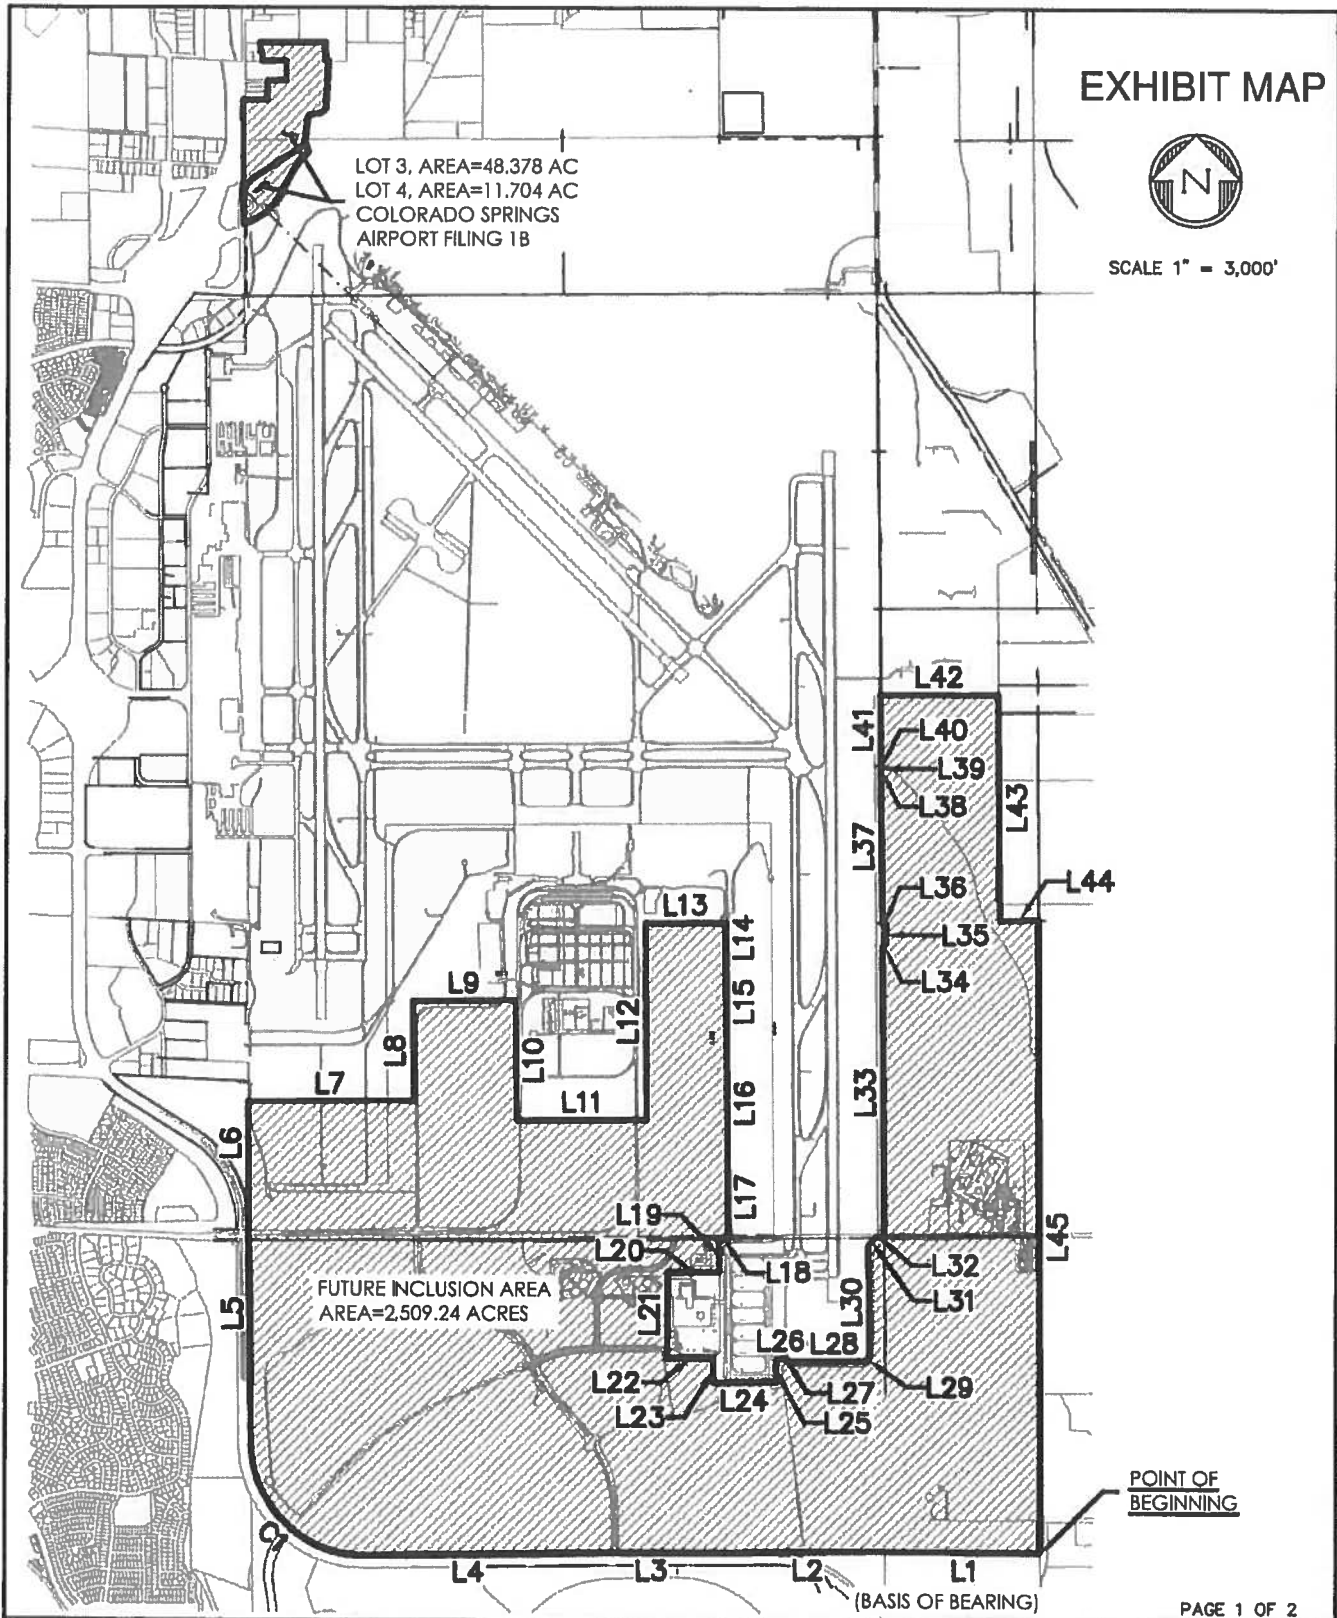 EXHIBIT MAP
N
SCALE 1" = 3,000'
LOT 3, AREA=48.378 AC
LOT 4, AREA=11.704 AC
COLORADO SPRINGS
AIRPORT FILING 1B
L42
L41
L40
L39
L38
L43
L37
L44
L36
L35
L34
L13
L14
L9
L15
L12
L8
L10
L7
L11
L16
L33
L6
L17
L19
L45
L20
L18
L32
L31
FUTURE INCLUSION AREA
AREA=2,509.24 ACRES
L5
L21
L30
L26
L28
L22
L27
L29
L24
L23
L25
POINT OF
BEGINNING
C1
L4
L3
L2
L1
(BASIS OF BEARING)
PAGE 1 OF 2